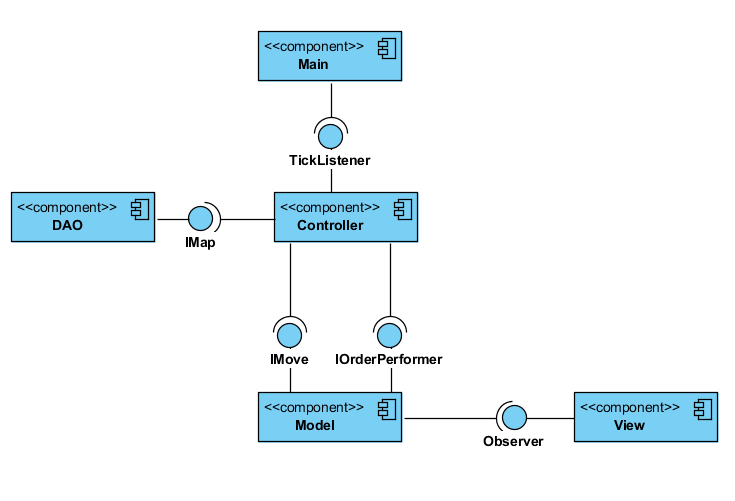 <<component>>
Main
TickListener
<<component>>
DAO
IMap
<<component>>
Controller
IMove
IOrderPerformer
<<component>>
Model
Observer
<<component>>
View